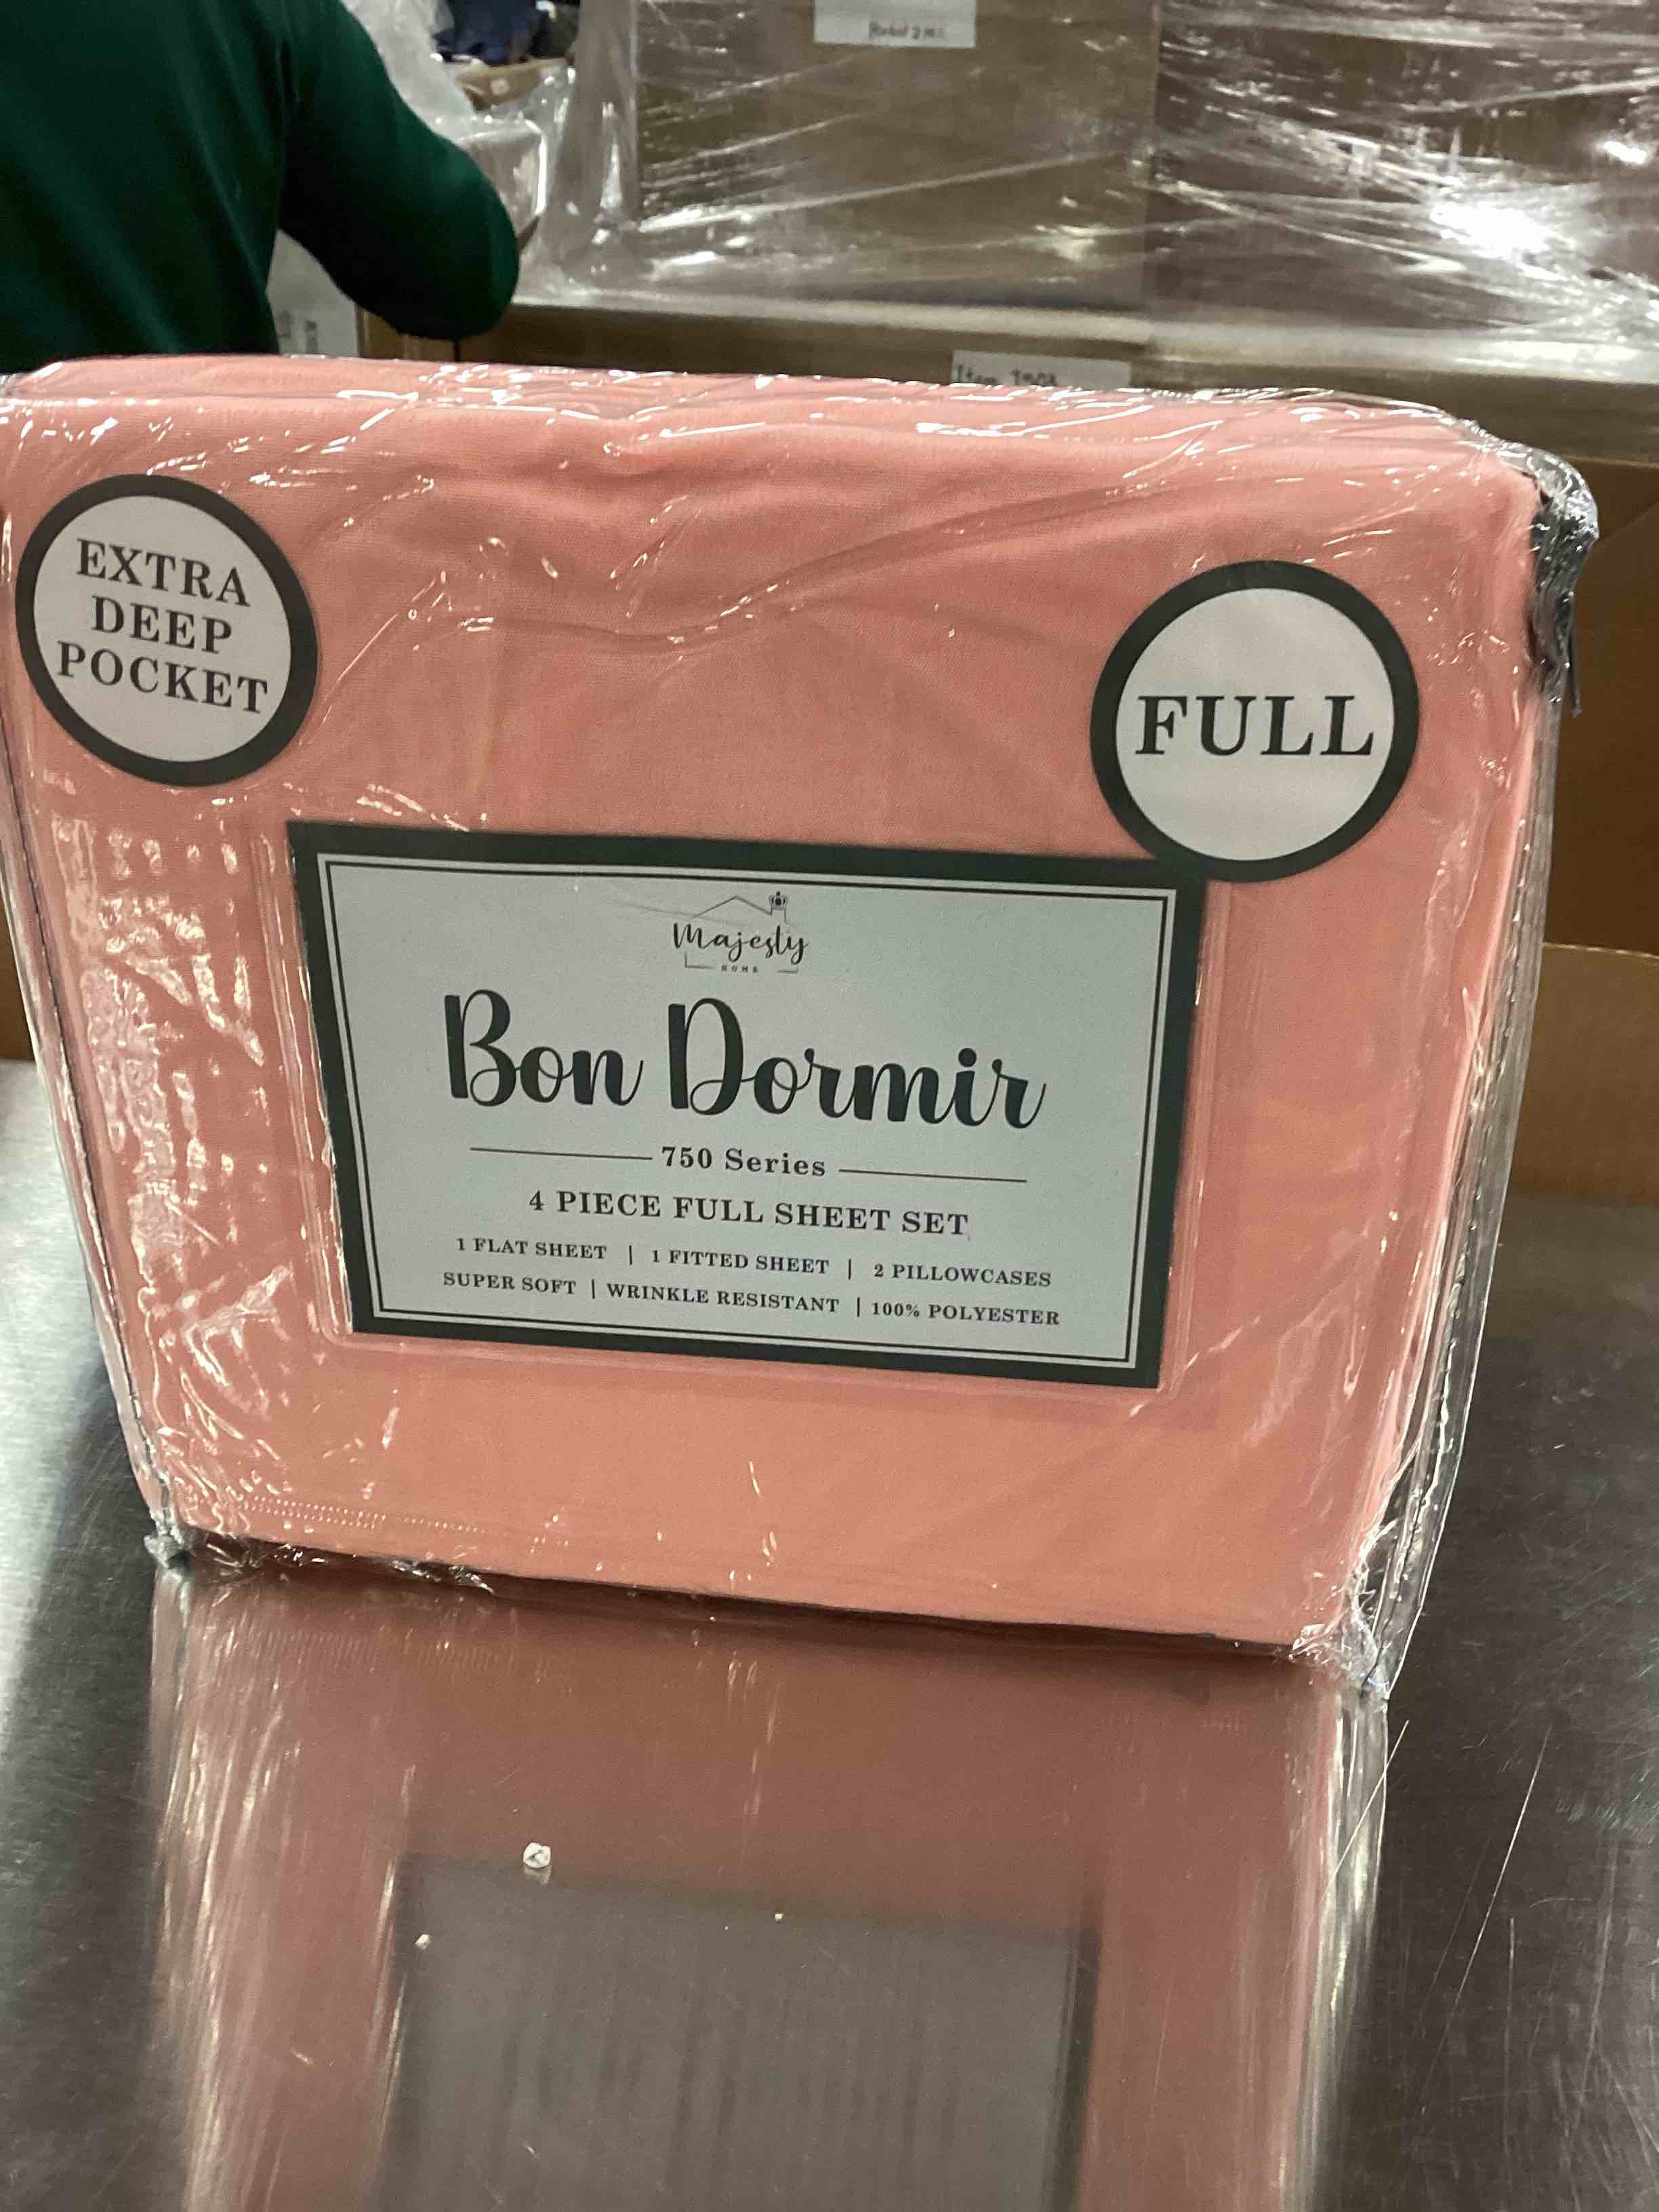 EXTRA
DEEP
POCKET
FULL
Majesty
HOME
Bon Dormir
750 Series
4 PIECE FULL SHEET SET
1 FLAT SHEET | 1 FITTED SHEET | 2 PILLOWCASES
SUPER SOFT | WRINKLE RESISTANT | 100% POLYESTER